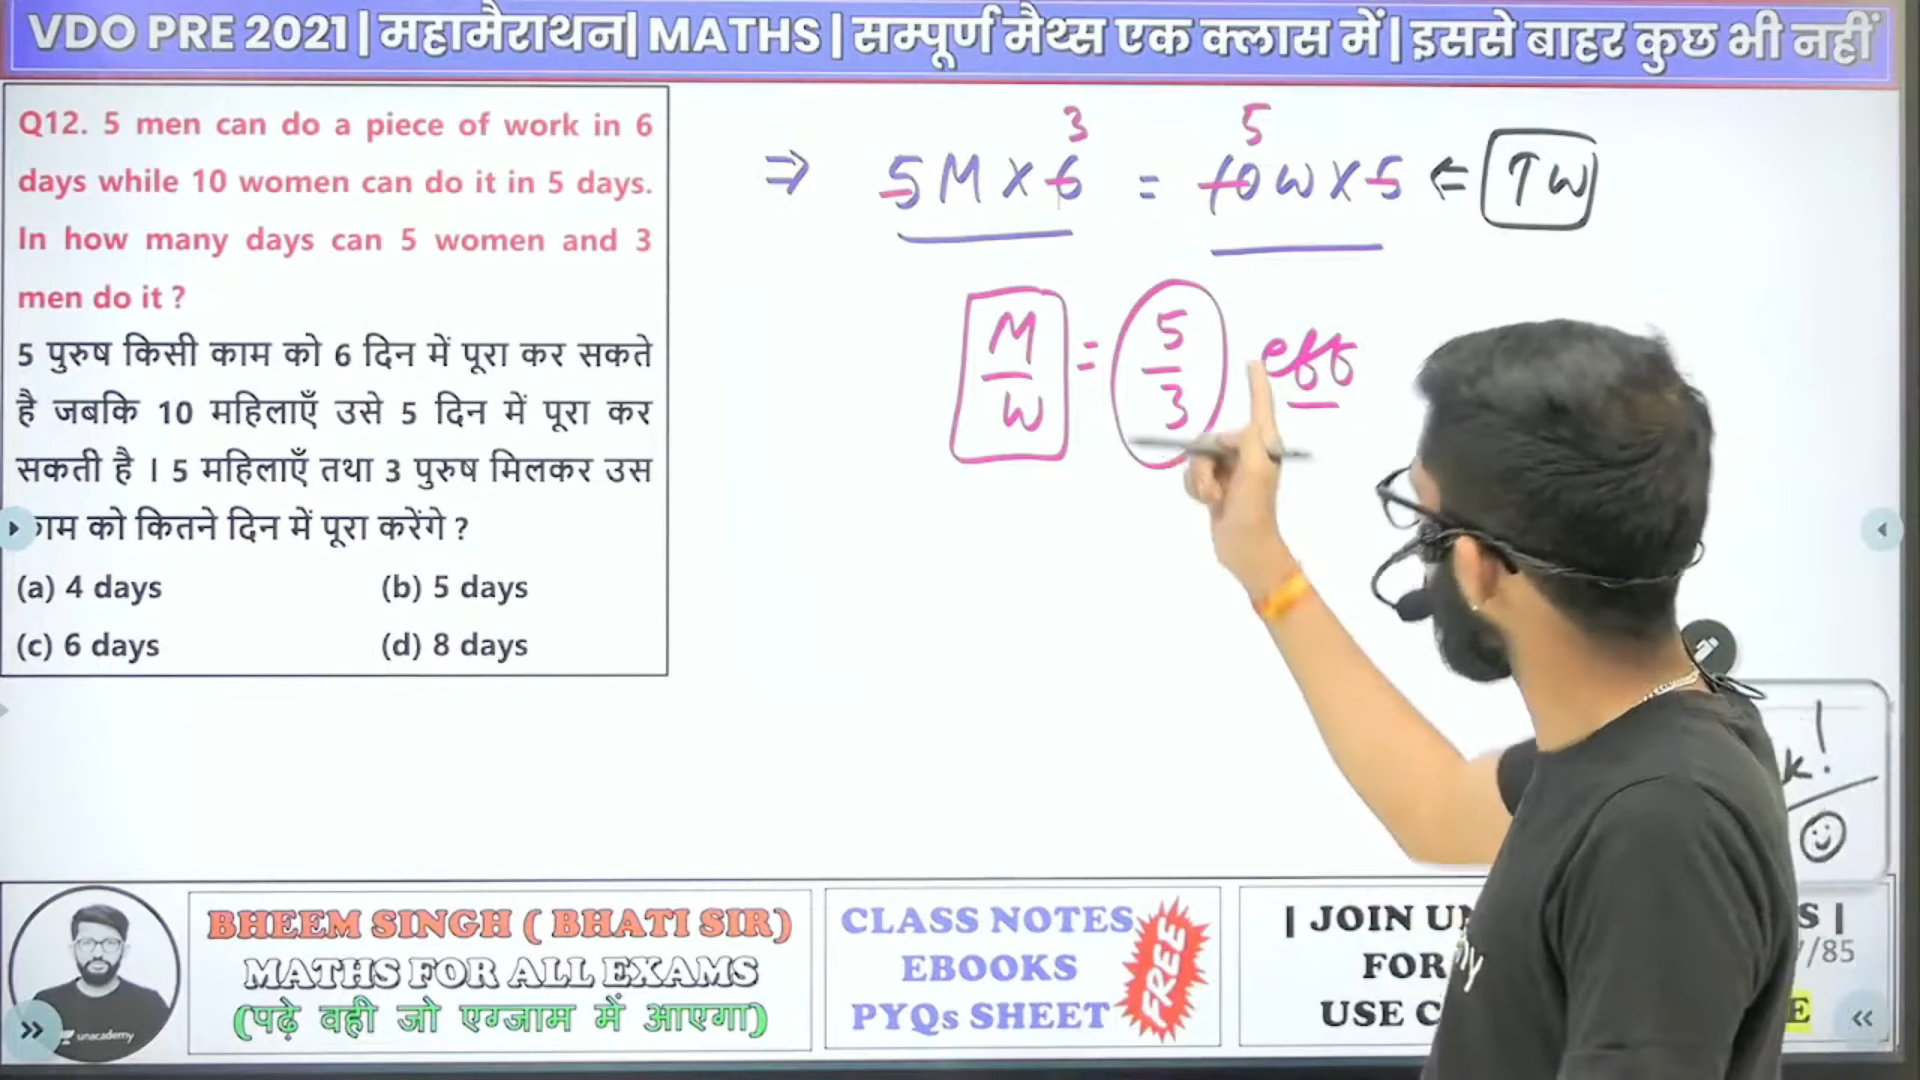 VDO PRE 2021 | महामैराथन| MATHS | सम्पूर्ण मैथ्स एक क्लास में | इससे बाहर कुछ भी नहीं
Q12. 5 men can do a piece of work in 6
days while 10 women can do it in 5 days.
In how many days can 5 women and 3
men do it ?
5 पुरुष किसी काम को 6 दिन में पूरा कर सकते
है जबकि 10 महिलाएँ उसे 5 दिन में पूरा कर
सकती है । 5 महिलाएँ तथा 3 पुरुष मिलकर उस
ाम को कितने दिन में पूरा करेंगे ?
(a) 4 days (b) 5 days
(c) 6 days (d) 8 days
3 5
⇒ 5M×6 = 10W×5 ⇐ TW
M/W = 5/3 eff
k!
BHEEM SINGH ( BHATI SIR)
MATHS FOR ALL EXAMS
(पढ़े वही जो एग्जाम में आएगा)
unacademy
CLASS NOTES
EBOOKS
PYQs SHEET
FREE
| JOIN U S |
FOR /85
USE C E